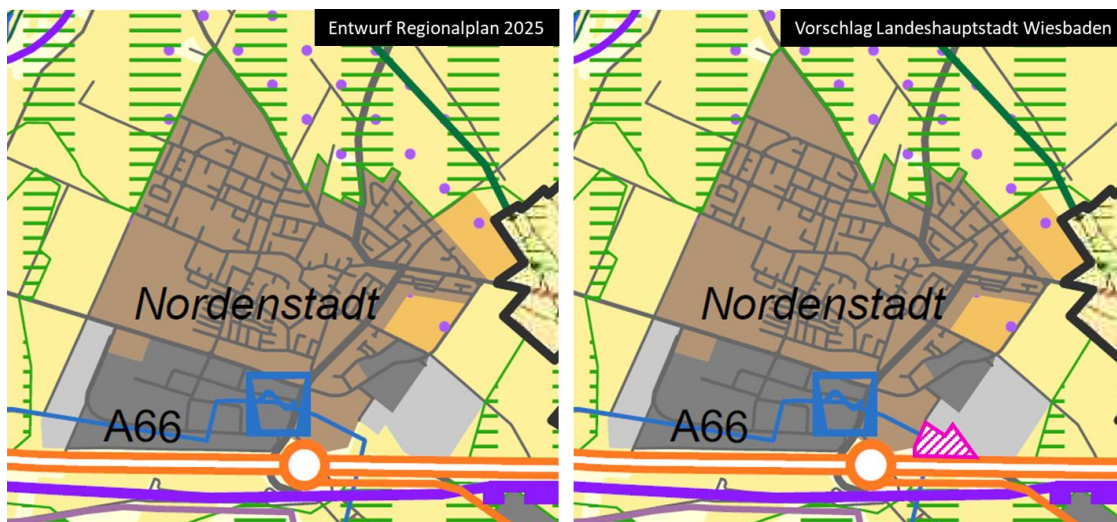 Entwurf Regionalplan 2025
Vorschlag Landeshauptstadt Wiesbaden
Nordenstadt
Nordenstadt
A66
A66